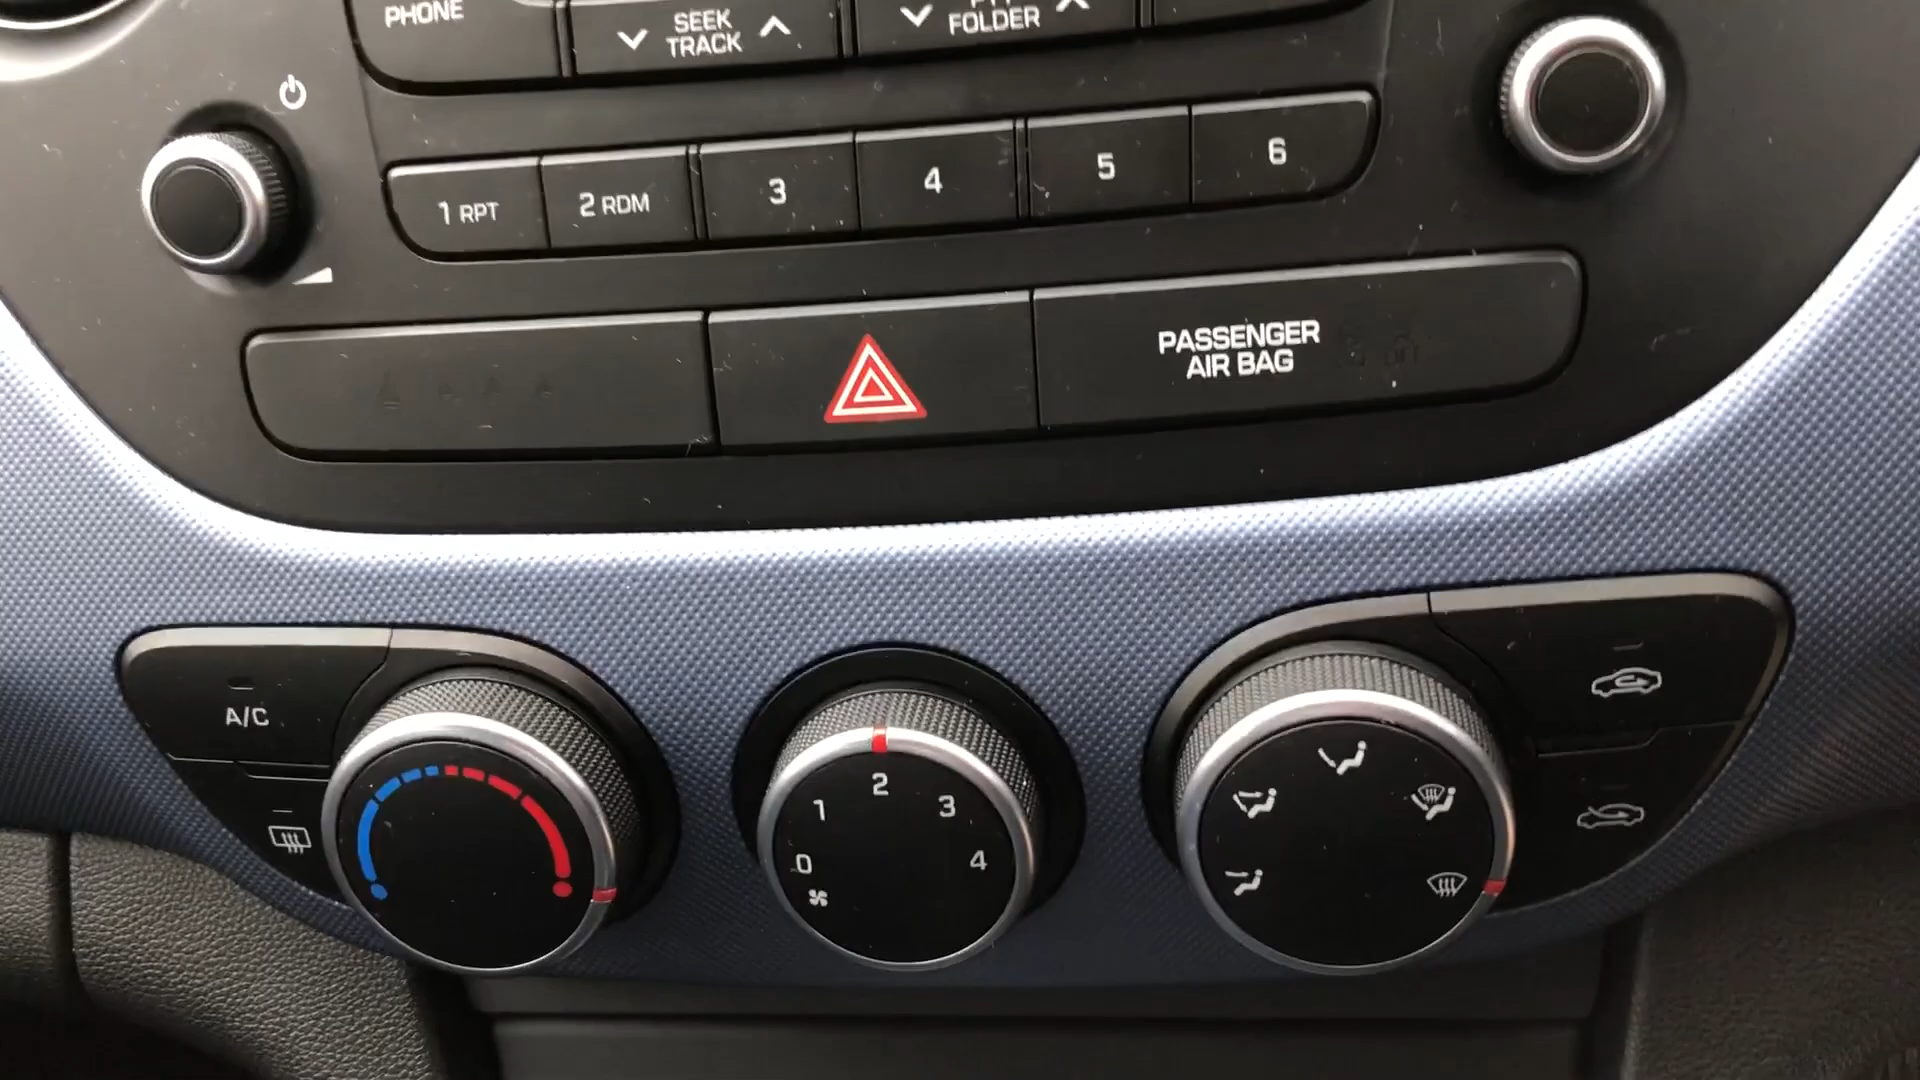 PHONE
SEEK
TRACK
FOLDER
1 RPT
2 RDM
3
4
5
6
PASSENGER
AIR BAG
A/C
0
1
2
3
4